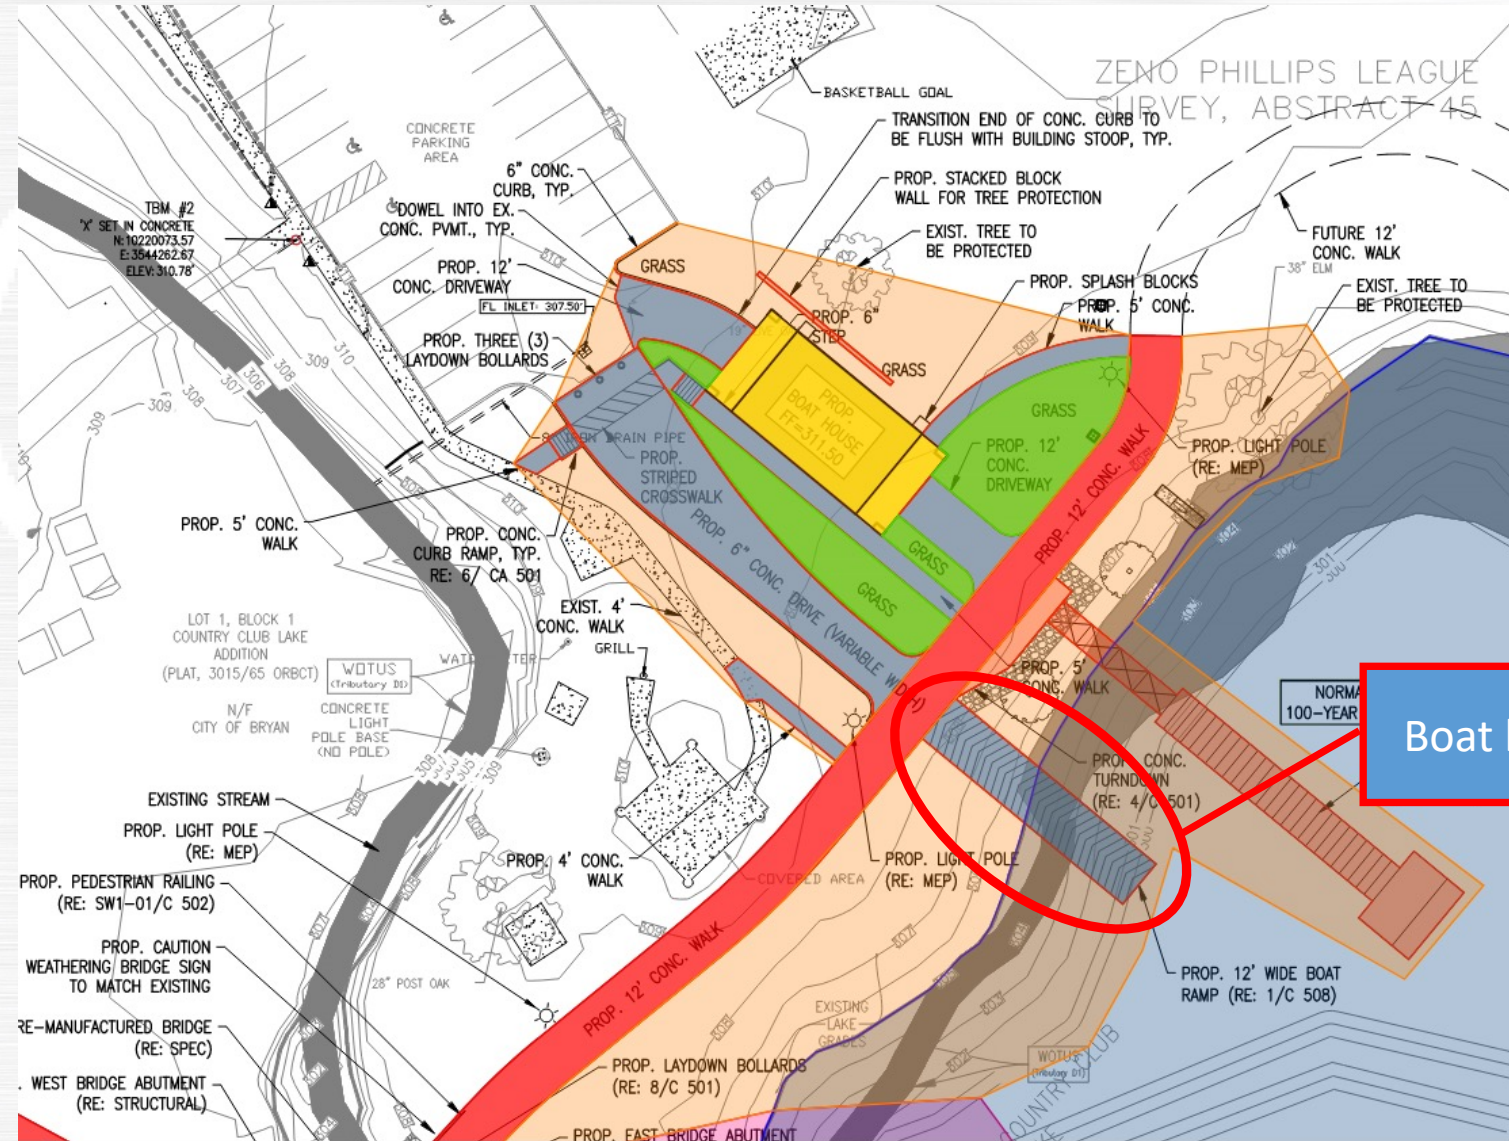 ZENO PHILLIPS LEAGUE
SURVEY, ABSTRACT 45
BASKETBALL GOAL
TRANSITION END OF CONC. CURB TO
BE FLUSH WITH BUILDING STOOP, TYP.
CONCRETE
PARKING
AREA
6" CONC.
CURB, TYP.
PROP. STACKED BLOCK
WALL FOR TREE PROTECTION
DOWEL INTO EX.
CONC. PVMT., TYP.
TBM #2
"X" SET IN CONCRETE
N:10220073.57
E:3544262.67
ELEV:310.78'
EXIST. TREE TO
BE PROTECTED
FUTURE 12'
CONC. WALK
38" ELM
GRASS
PROP. 12'
CONC. DRIVEWAY
FL INLET: 307.50'
PROP. SPLASH BLOCKS
PROP. 5' CONC.
WALK
EXIST. TREE TO
BE PROTECTED
PROP. 6"
STEP
PROP. THREE (3)
LAYDOWN BOLLARDS
GRASS
PROP.
BOAT HOUSE
FF=311.50
GRASS
309
310
308
309
306
307
308
309
309
DRAIN PIPE
PROP.
STRIPED
CROSSWALK
PROP. 12'
CONC.
DRIVEWAY
PROP. LIGHT POLE
(RE: MEP)
PROP. 12' CONC. WALK
PROP. 5' CONC.
WALK
PROP. CONC.
CURB RAMP, TYP.
RE: 6/ CA 501
PROP. 6" CONC. DRIVE (VARIABLE
GRASS
GRASS
EXIST. 4'
CONC. WALK
GRILL
LOT 1, BLOCK 1
COUNTRY CLUB LAKE
ADDITION
(PLAT, 3015/65 ORBCT)
WOTUS
(Tributary D1)
N/F
CITY OF BRYAN
CONCRETE
LIGHT
POLE BASE
(NO POLE)
PROP. 5'
CONC. WALK
NORMA
100-YEAR
Boat
PROP. CONC.
TURNDOWN
(RE: 4/C 501)
EXISTING STREAM
PROP. LIGHT POLE
(RE: MEP)
PROP. 4' CONC.
WALK
COVERED AREA
PROP. LIGHT POLE
(RE: MEP)
PROP. PEDESTRIAN RAILING
(RE: SW1-01/C 502)
PROP. CAUTION
WEATHERING BRIDGE SIGN
TO MATCH EXISTING
28" POST OAK
PROP. 12' CONC. WALK
PROP. 12' WIDE BOAT
RAMP (RE: 1/C 508)
EXISTING
LAKE
GRADES
RE-MANUFACTURED BRIDGE
(RE: SPEC)
WOTUS
(Tributary D1)
COUNTRY CLUB
PROP. LAYDOWN BOLLARDS
(RE: 8/C 501)
. WEST BRIDGE ABUTMENT
(RE: STRUCTURAL)
PROP. EAST BRIDGE ABUTMENT